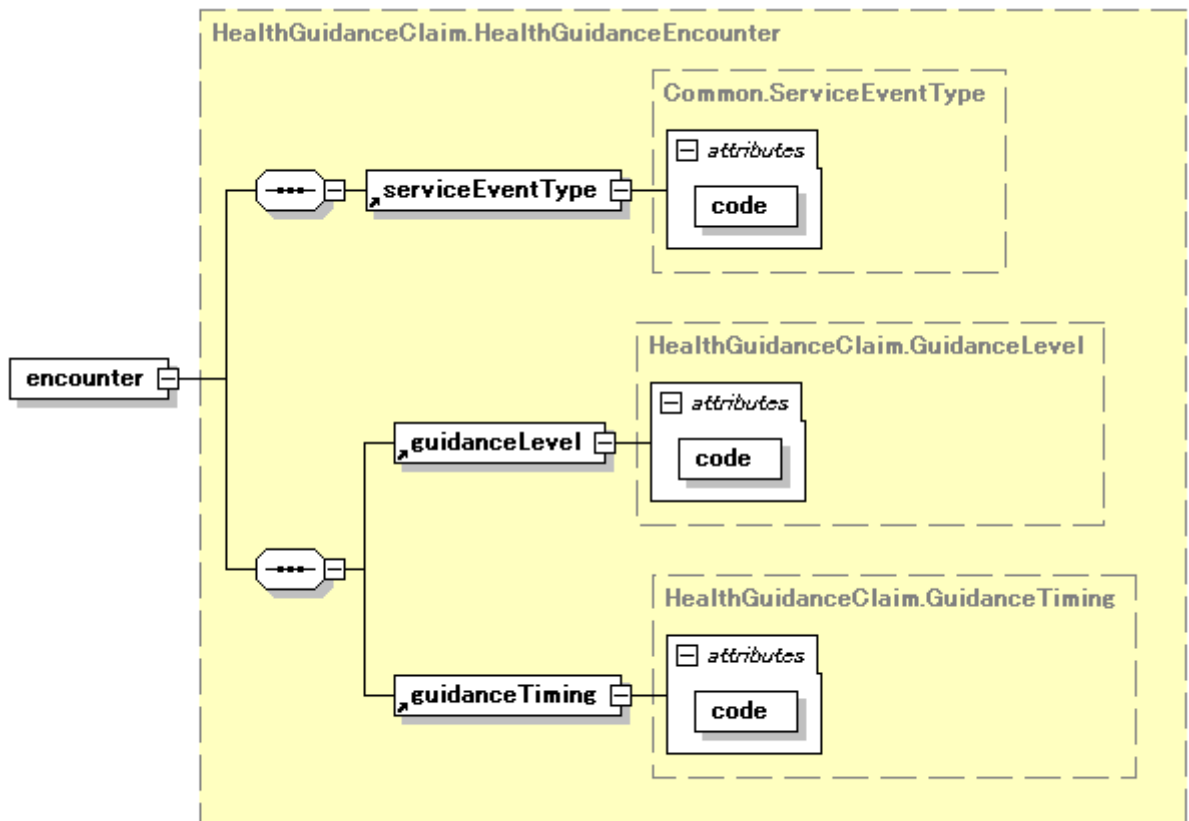 HealthGuidanceClaim.HealthGuidanceEncounter
Common.ServiceEventType
attributes
serviceEventType
code
encounter
HealthGuidanceClaim.GuidanceLevel
attributes
guidanceLevel
code
HealthGuidanceClaim.GuidanceTiming
attributes
guidanceTiming
code